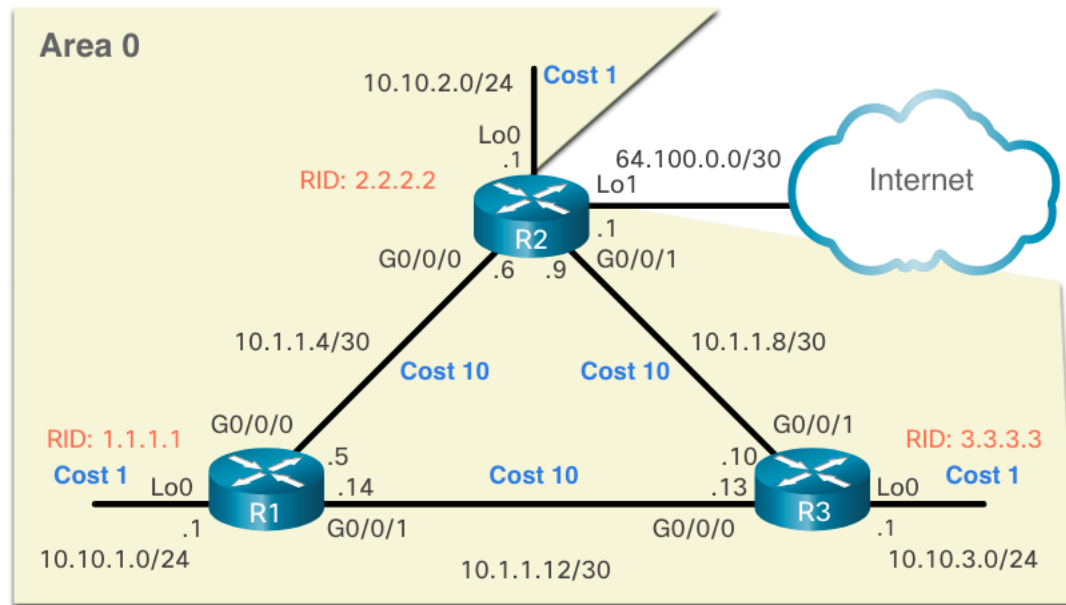 Area 0
10.10.2.0/24
Cost 1
Lo0
.1
64.100.0.0/30
Internet
RID: 2.2.2.2
Lo1
.1
R2
G0/0/0
.6
.9
G0/0/1
10.1.1.4/30
10.1.1.8/30
Cost 10
Cost 10
G0/0/0
G0/0/1
RID: 1.1.1.1
RID: 3.3.3.3
Cost 1
.5
Cost 10
.10
Cost 1
Lo0
.14
.13
Lo0
.1
R1
G0/0/1
G0/0/0
R3
.1
10.10.1.0/24
10.1.1.12/30
10.10.3.0/24